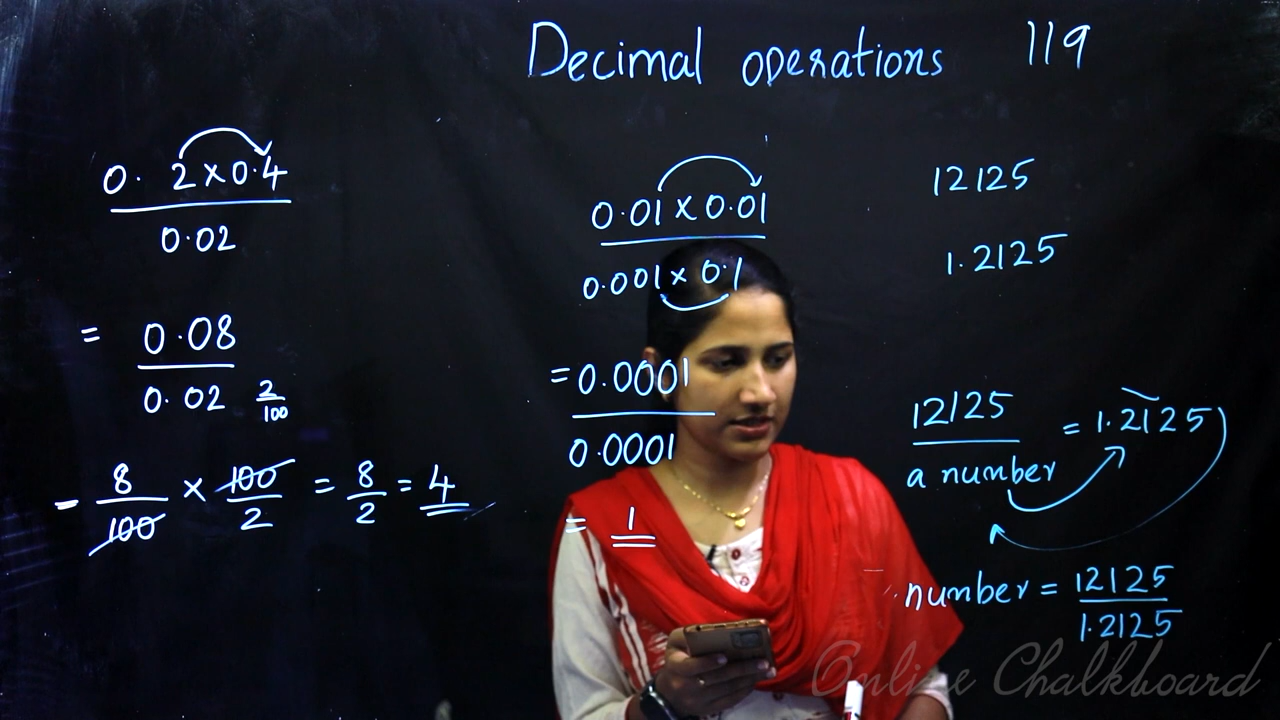 Decimal operations 119
0. 2 x 0.4
0.02
= 0.08
0.02 2/100
- 8/100 x 100/2 = 8/2 = 4
0.01 x 0.01
0.001 x 0.1
= 0.0001
0.0001
= 1
12125
1.2125
12125
a number
= 1.2125
number = 12125
1.2125
Online Chalkboard